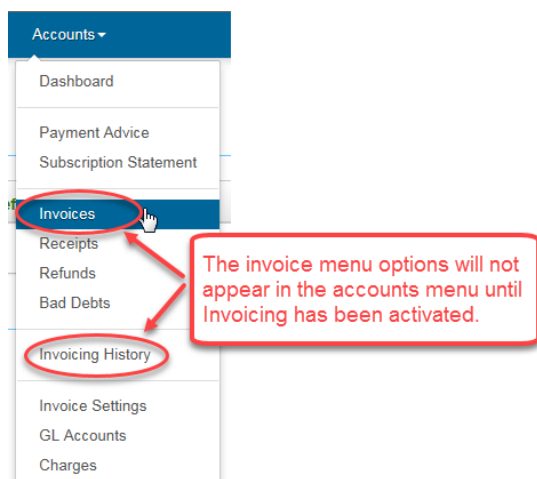 Accounts
Dashboard
Payment Advice
Subscription Statement
Invoices
Receipts
Refunds
Bad Debts
The invoice menu options will not
appear in the accounts menu until
Invoicing has been activated.
Invoicing History
Invoice Settings
GL Accounts
Charges